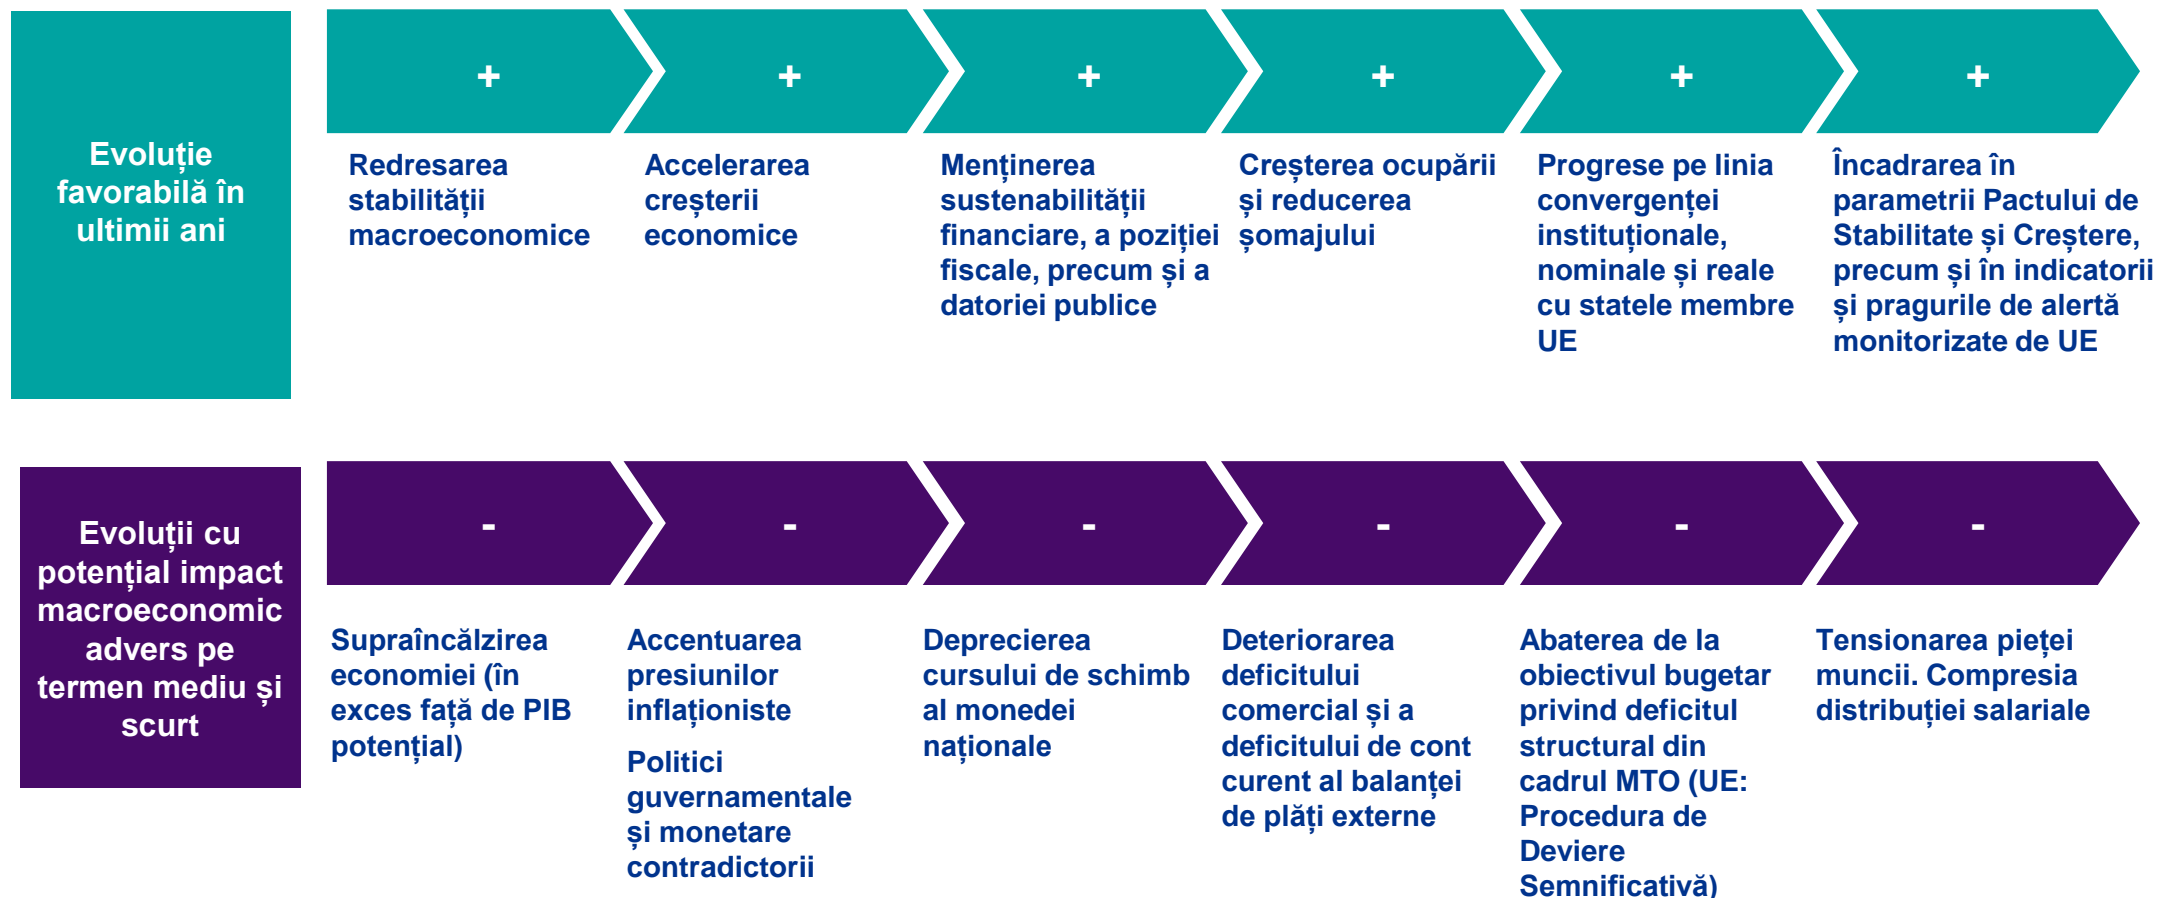 Evoluție
favorabilă în
ultimii ani
+
+
+
+
+
+
Redresarea
stabilității
macroeconomice
Accelerarea
creșterii
economice
Menținerea
sustenabilității
financiare, a poziției
fiscale, precum și a
datoriei publice
Creșterea ocupării
și reducerea
șomajului
Progrese pe linia
convergenței
instituționale,
nominale și reale
cu statele membre
UE
Încadrarea în
parametrii Pactului de
Stabilitate și Creștere,
precum și în indicatorii
și pragurile de alertă
monitorizate de UE
Evoluții cu
potențial impact
macroeconomic
advers pe
termen mediu și
scurt
-
-
-
-
-
-
Supraîncălzirea
economiei (în
exces față de PIB
potențial)
Accentuarea
presiunilor
inflaționiste
Politici
guvernamentale
și monetare
contradictorii
Deprecierea
cursului de schimb
al monedei
naționale
Deteriorarea
deficitului
comercial și a
deficitului de cont
curent al balanței
de plăți externe
Abaterea de la
obiectivul bugetar
privind deficitul
structural din
cadrul MTO (UE:
Procedura de
Deviere
Semnificativă)
Tensionarea pieței
muncii. Compresia
distribuției salariale